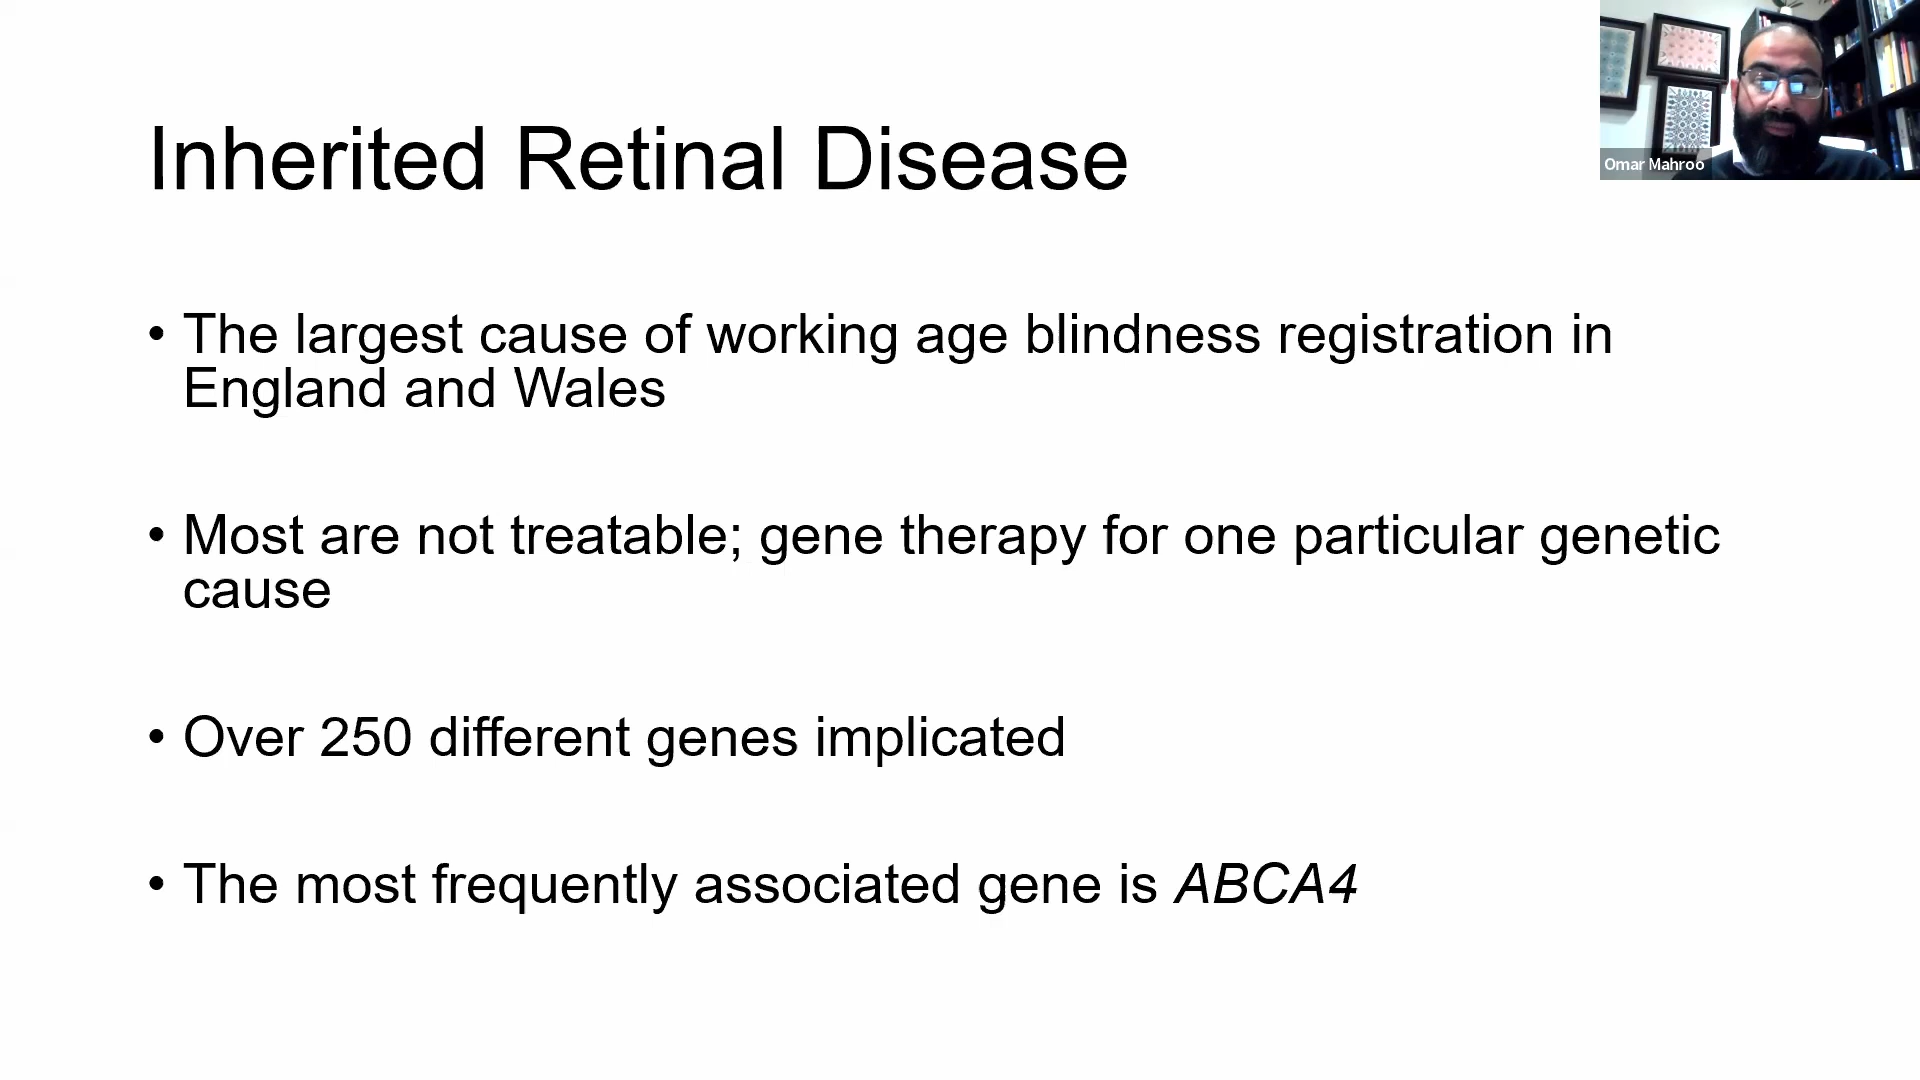 Inherited Retinal Disease
Omar Mahroo
• The largest cause of working age blindness registration in
England and Wales
• Most are not treatable; gene therapy for one particular genetic
cause
• Over 250 different genes implicated
• The most frequently associated gene is ABCA4